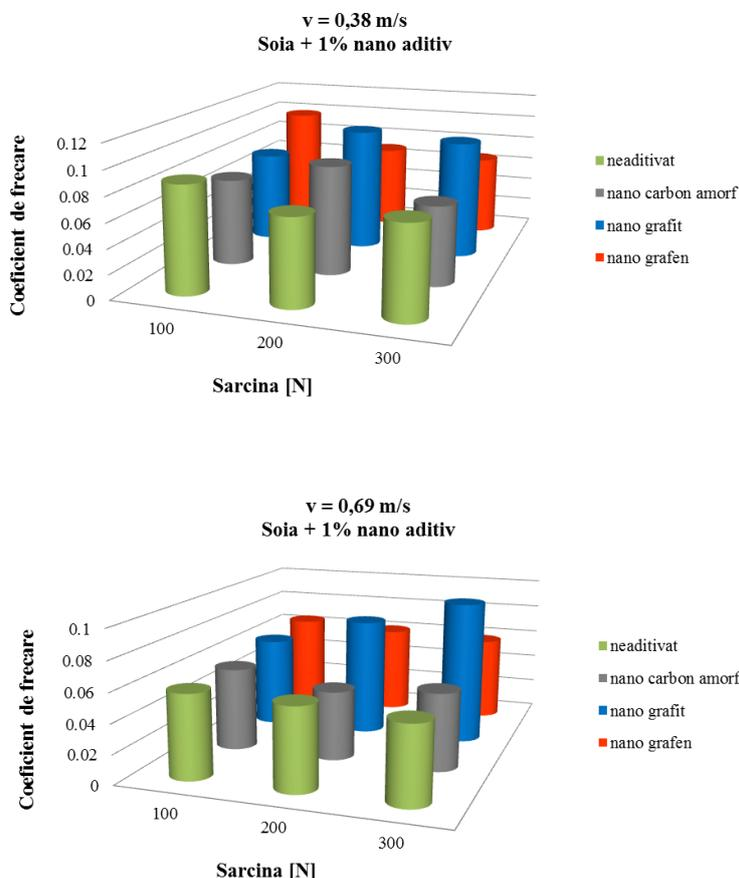 v = 0,38 m/s
Soia + 1% nano aditiv
Coeficient de frecare
0.12
0.1
0.08
0.06
0.04
0.02
0
100
200
300
Sarcina [N]
neaditivat
nano carbon amorf
nano grafit
nano grafen
v = 0,69 m/s
Soia + 1% nano aditiv
Coeficient de frecare
0.1
0.08
0.06
0.04
0.02
0
100
200
300
Sarcina [N]
neaditivat
nano carbon amorf
nano grafit
nano grafen